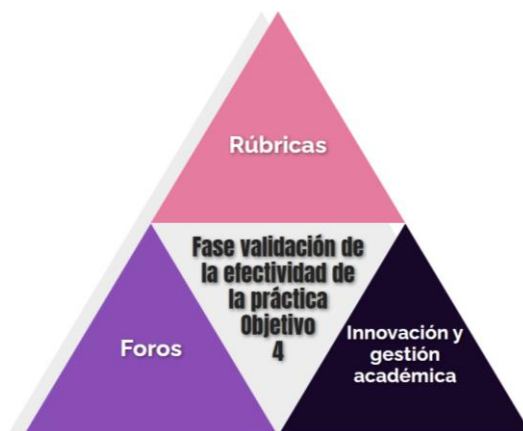 Rúbricas
Fase validación de
la efectividad de
la práctica
Objetivo
4
Foros
Innovación y
gestión
académica